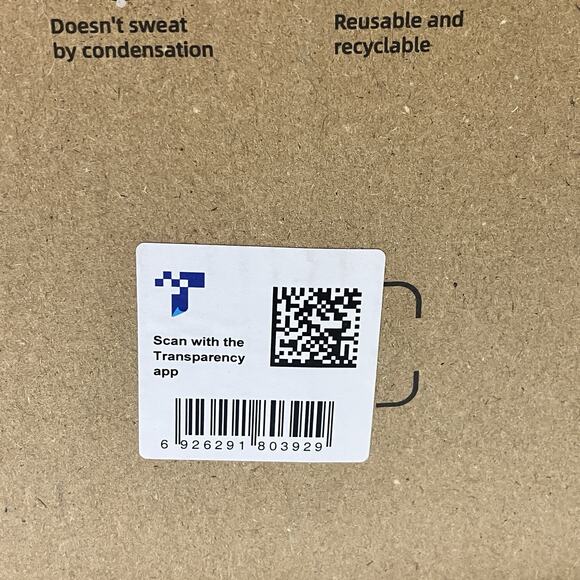 Doesn't sweat
by condensation
Reusable and
recyclable
Scan with the
Transparency
app
6 926291 803929